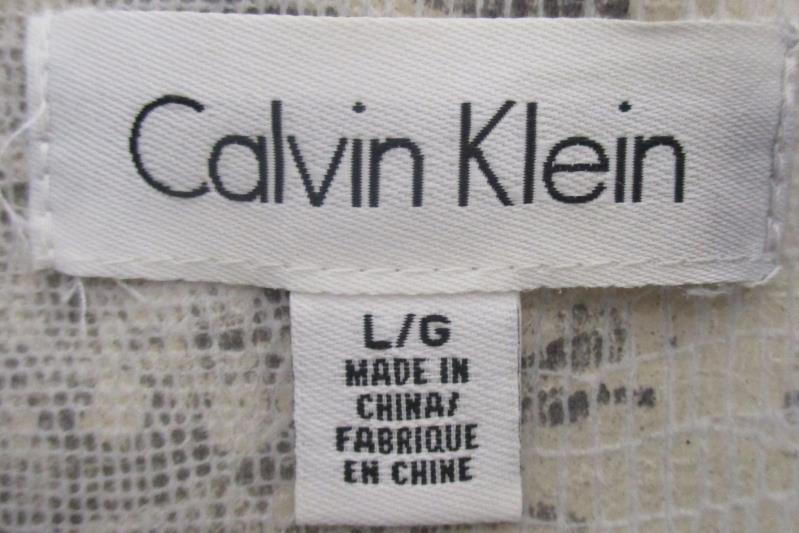 Calvin Klein
L/G
MADE IN
CHINA/
FABRIQUE
EN CHINE